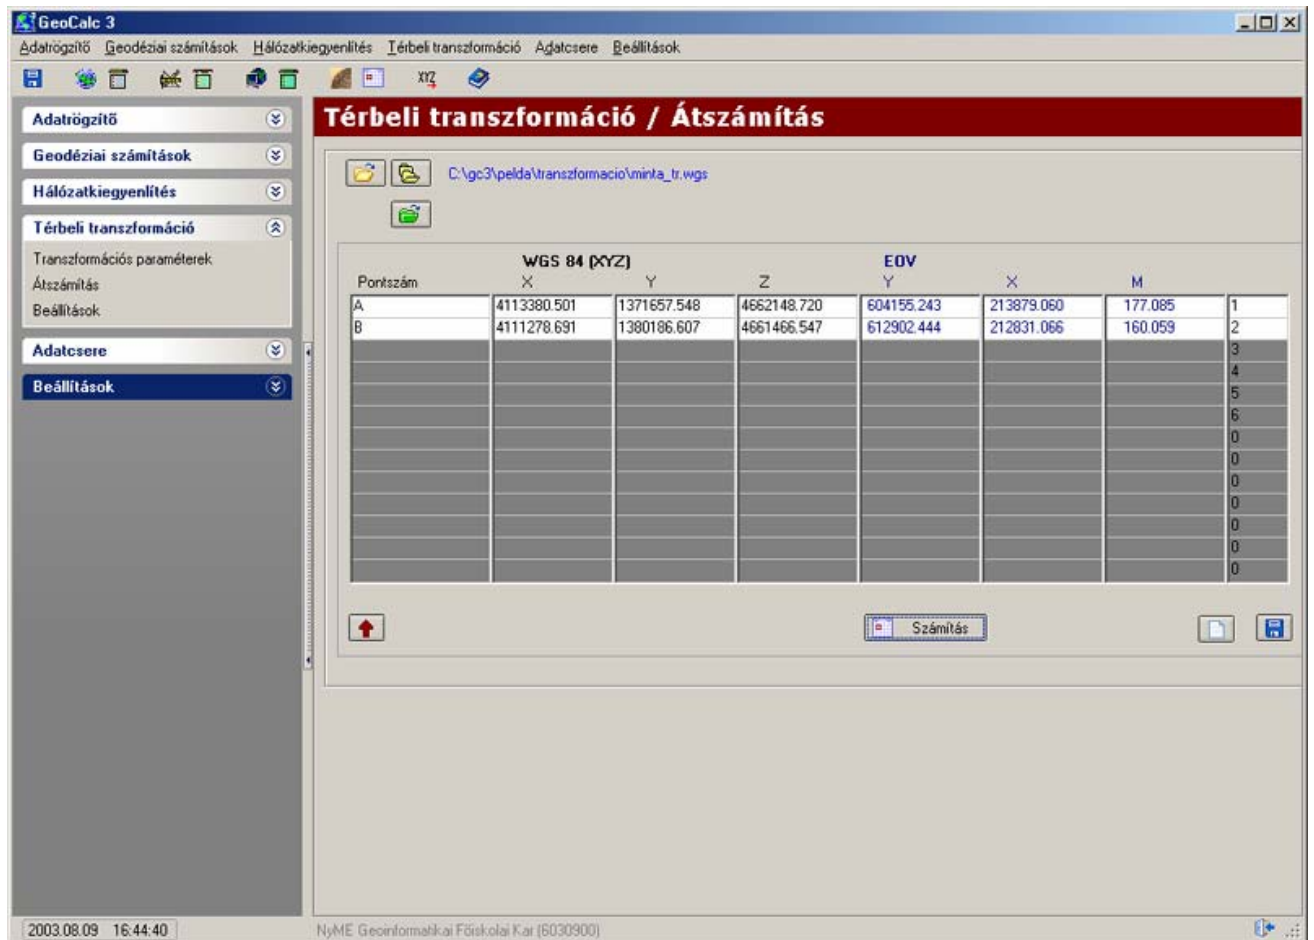 GeoCalc 3
Adatrögzítő Geodéziai számítások Hálózatkiegyenlítés Térbeli transzformáció Adatcsere Beállítások
XYZ
Adatrögzítő
Geodéziai számítások
Hálózatkiegyenlítés
Térbeli transzformáció
Transzformációs paraméterek
Átszámítás
Beállítások
Adatcsere
Beállítások
Térbeli transzformáció / Átszámítás
C:\gc3\pelda\transzformacio\minta_tr.wgs
WGS 84 (XYZ) EOV
Pontszám X Y Z Y X M
A 4113380.501 1371657.548 4662148.720 604155.243 213879.060 177.085 1
B 4111278.691 1380186.607 4661466.547 612902.444 212831.066 160.059 2
3
4
5
6
0
0
0
0
0
0
0
Számítás
2003.08.09 16:44:40
NyME Geoinformatikai Főiskolai Kar (6030900)